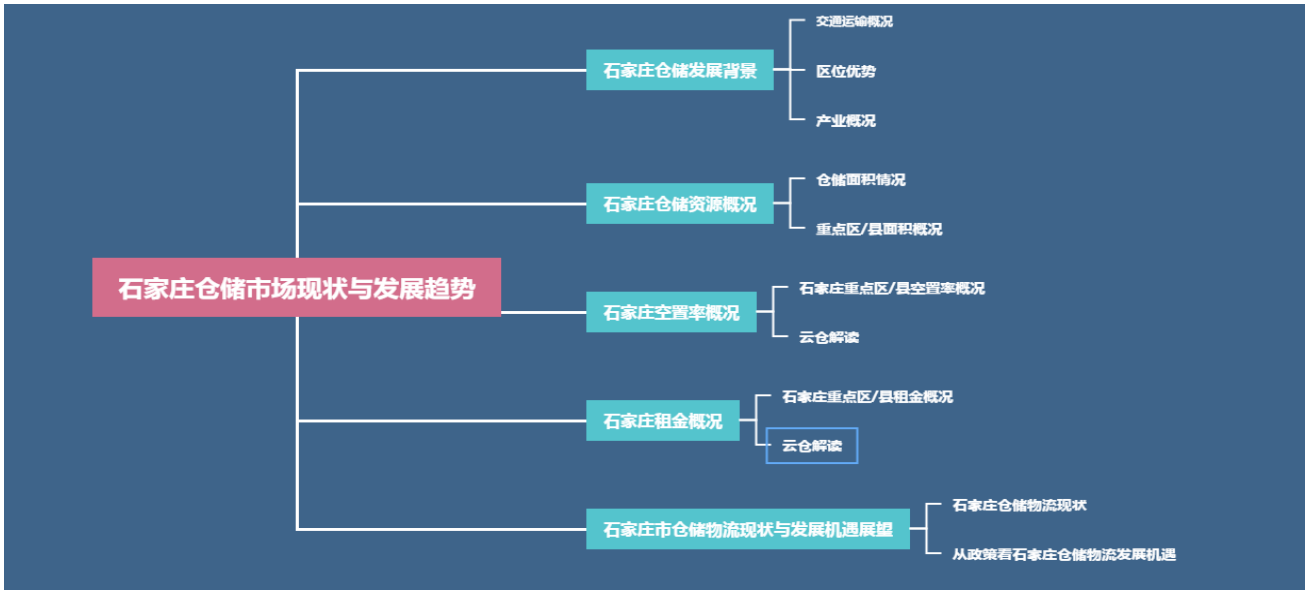 石家庄仓储市场现状与发展趋势
石家庄仓储发展背景
交通运输概况
区位优势
产业概况
石家庄仓储资源概况
仓储面积情况
重点区/县面积概况
石家庄空置率概况
石家庄重点区/县空置率概况
云仓解读
石家庄租金概况
石家庄重点区/县租金概况
云仓解读
石家庄市仓储物流现状与发展机遇展望
石家庄仓储物流现状
从政策看石家庄仓储物流发展机遇